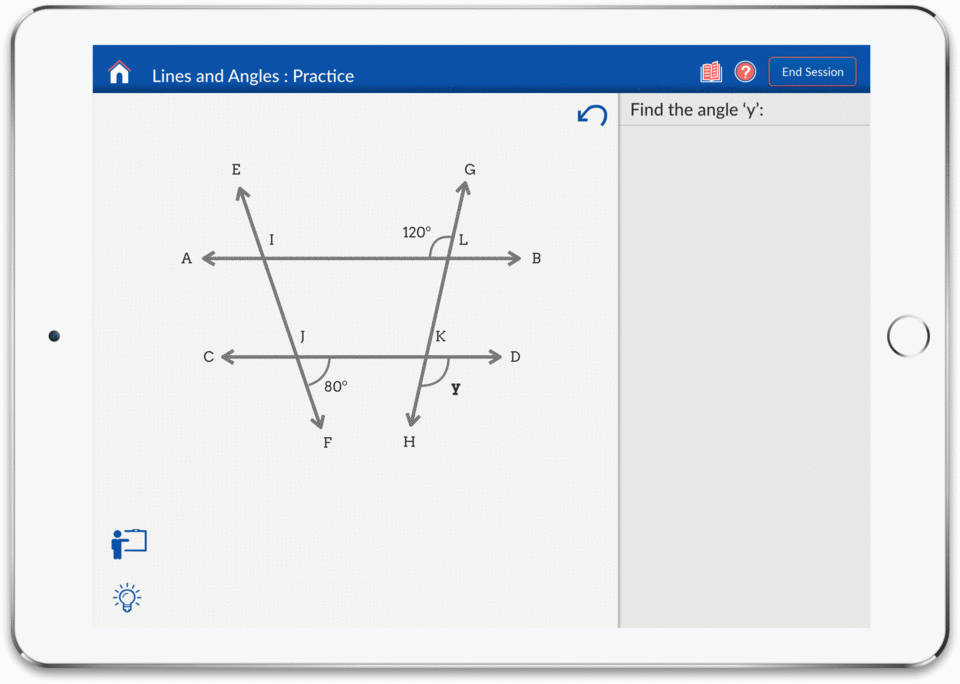 Lines and Angles : Practice
?
End Session
Find the angle ‘y’:
E
G
120°
I
L
A
B
J
K
C
D
80°
y
F
H